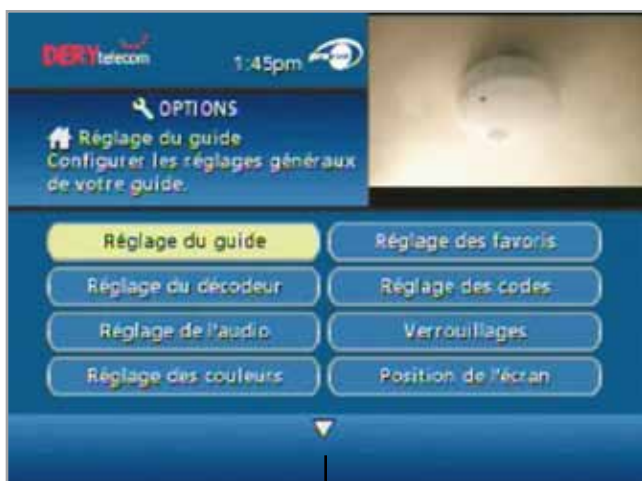 DERYtelecom
1:45pm
OPTIONS
Réglage du guide
Configurer les réglages généraux
de votre guide.
Réglage du guide
Réglage des favoris
Réglage du décodeur
Réglage des codes
Réglage de l'audio
Verrouillages
Réglage des couleurs
Position de l'écran